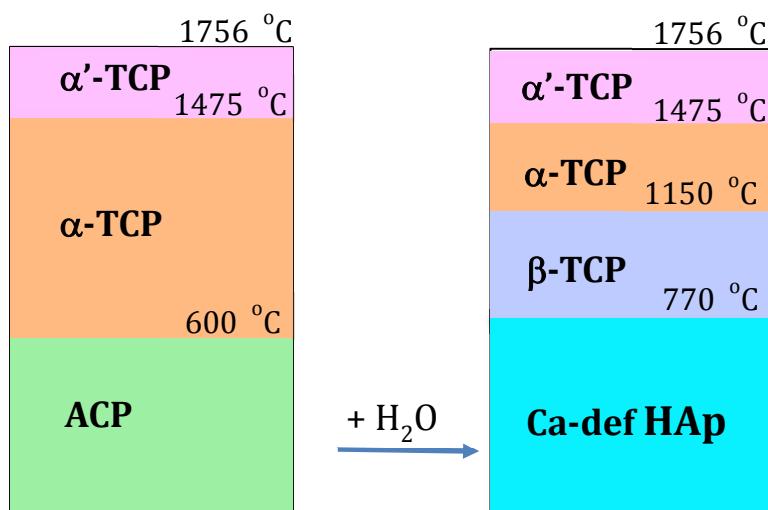 1756 °C
α’-TCP
1475 °C
α-TCP
600 °C
ACP
+ H₂O
1756 °C
α’-TCP
1475 °C
α-TCP
1150 °C
β-TCP
770 °C
Ca-def HAp